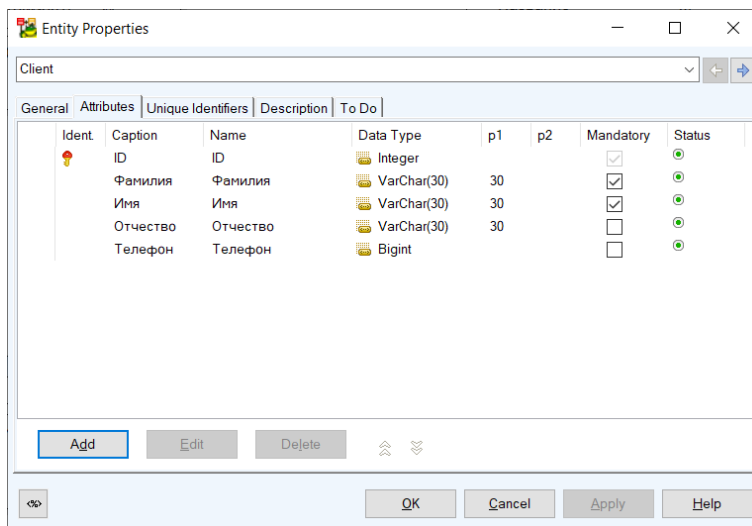 Entity Properties
Client
General Attributes Unique Identifiers Description To Do
Ident. Caption Name Data Type p1 p2 Mandatory Status
ID ID Integer
Фамилия Фамилия VarChar(30) 30
Имя Имя VarChar(30) 30
Отчество Отчество VarChar(30) 30
Телефон Телефон Bigint
Add Edit Delete
<%> OK Cancel Apply Help